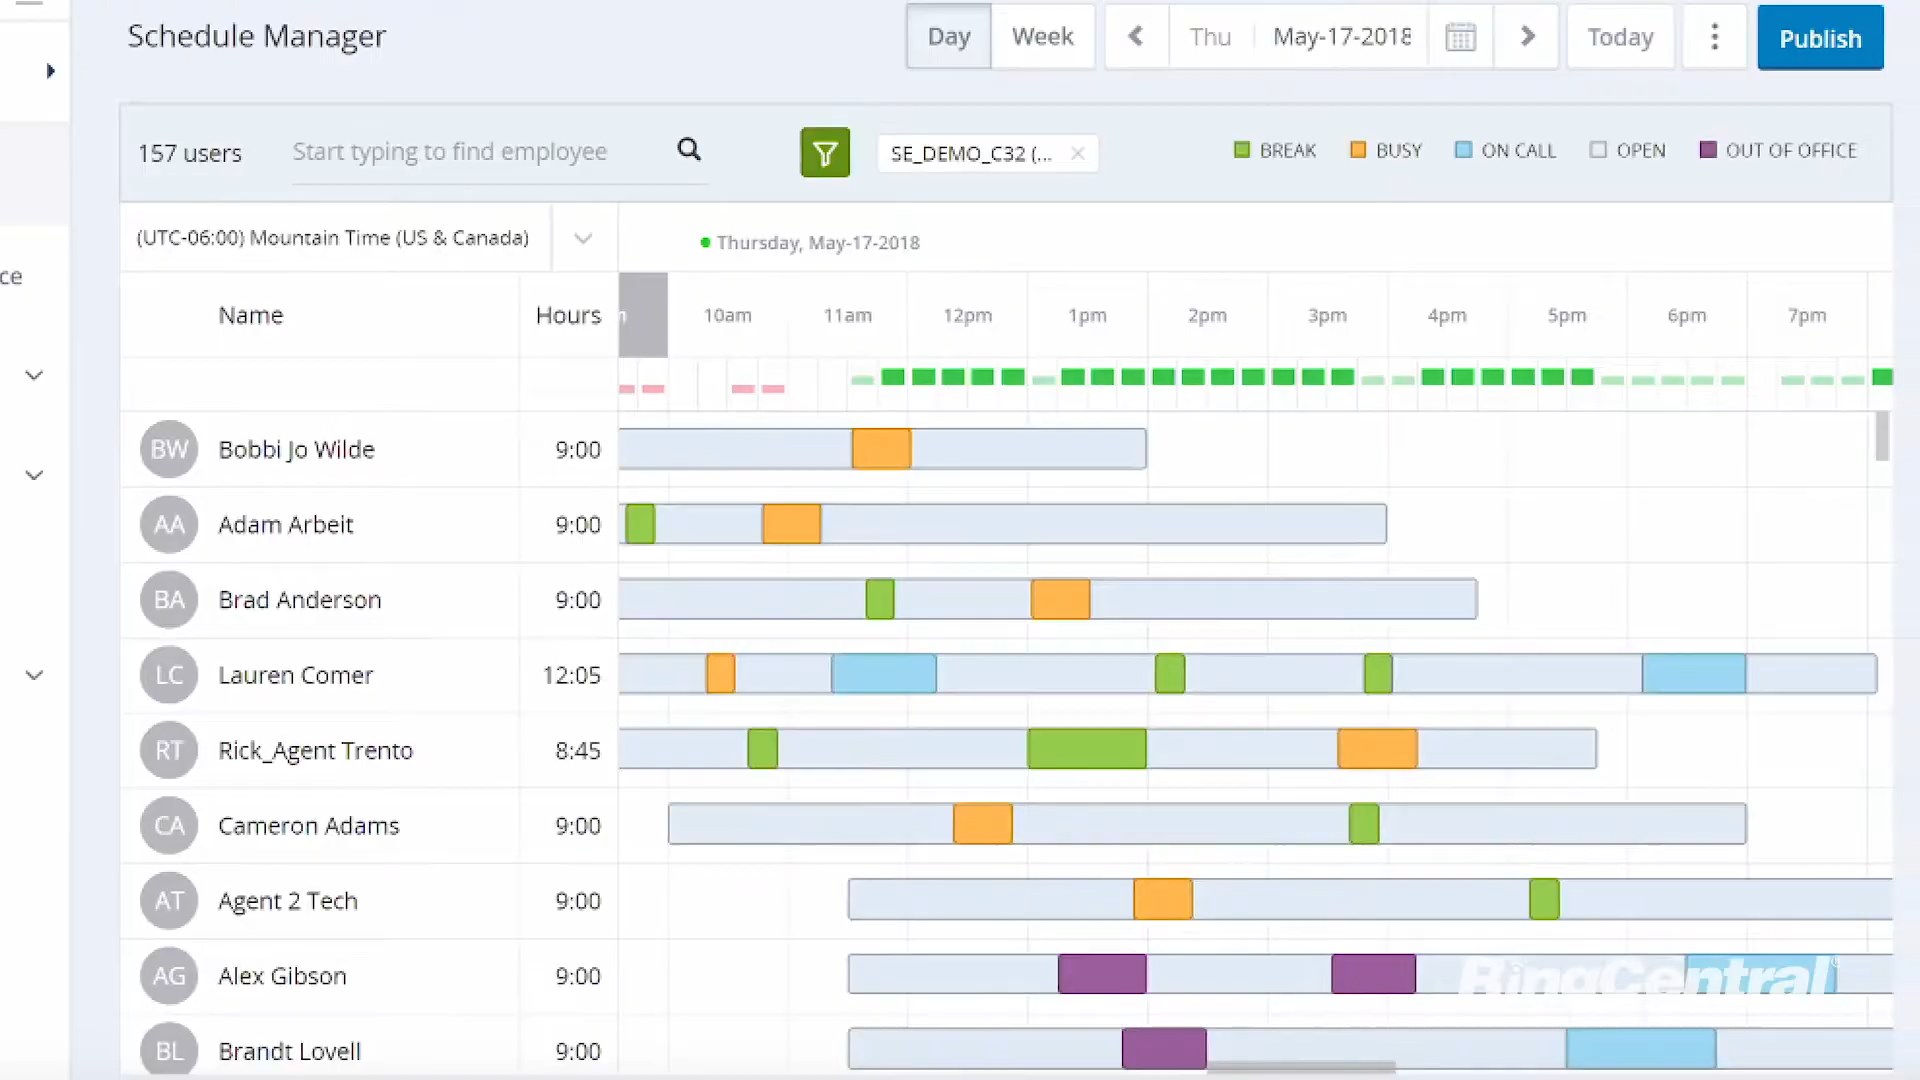 Schedule Manager
Day
Week
Thu
May-17-2018
Today
Publish
157 users
Start typing to find employee
SE_DEMO_C32 (...
BREAK
BUSY
ON CALL
OPEN
OUT OF OFFICE
(UTC-06:00) Mountain Time (US & Canada)
Thursday, May-17-2018
ce
Name
Hours
10am
11am
12pm
1pm
2pm
3pm
4pm
5pm
6pm
7pm
BW Bobbi Jo Wilde 9:00
AA Adam Arbeit 9:00
BA Brad Anderson 9:00
LC Lauren Comer 12:05
RT Rick_Agent Trento 8:45
CA Cameron Adams 9:00
AT Agent 2 Tech 9:00
AG Alex Gibson 9:00
RingCentral
BL Brandt Lovell 9:00